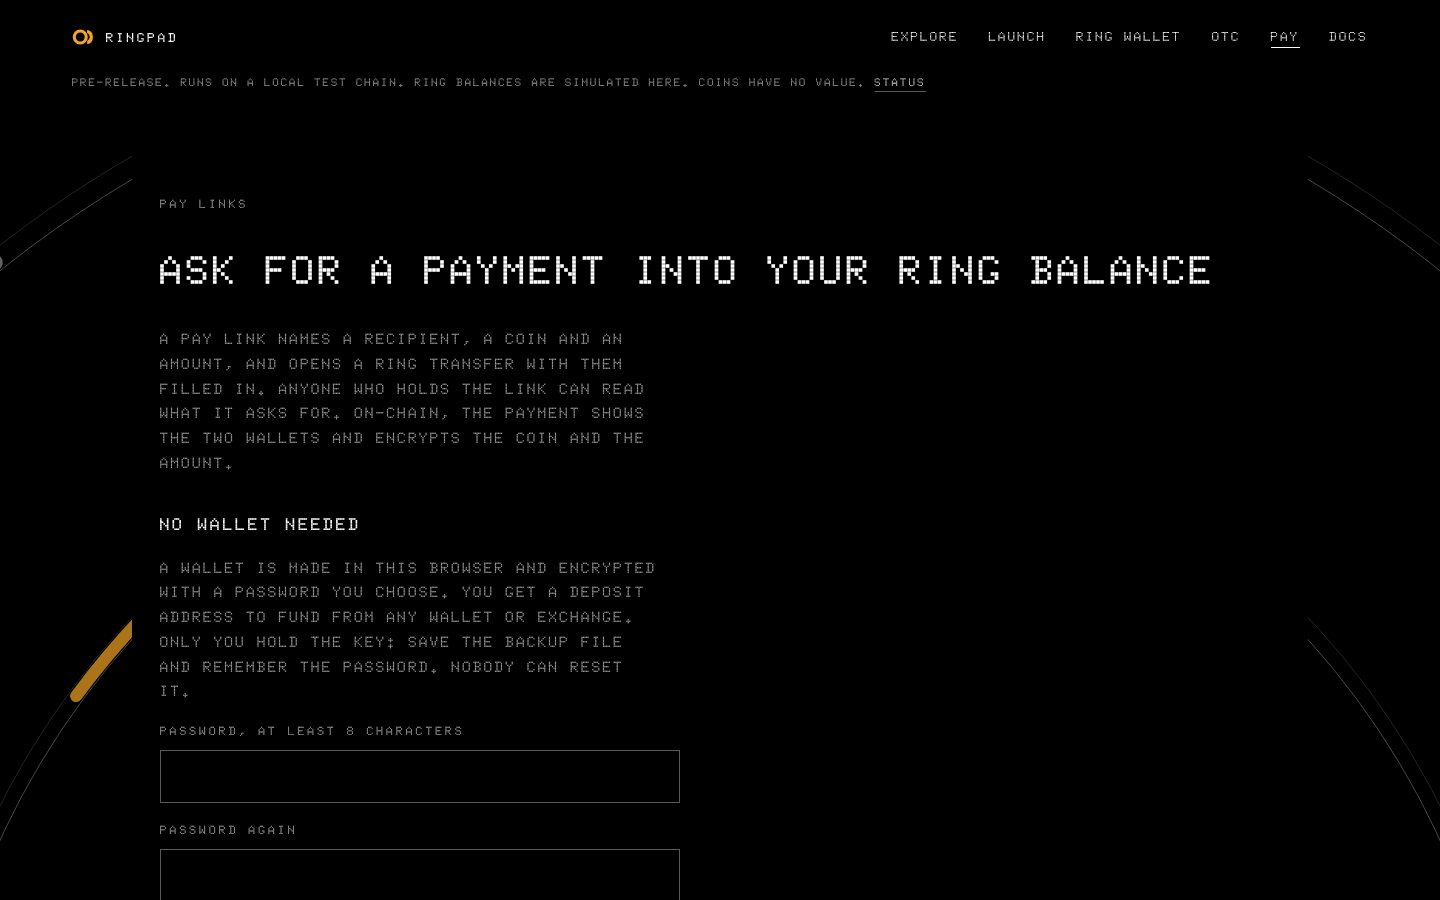 RINGPAD
EXPLORE LAUNCH RING WALLET OTC PAY DOCS
PRE-RELEASE. RUNS ON A LOCAL TEST CHAIN. RING BALANCES ARE SIMULATED HERE. COINS HAVE NO VALUE. STATUS
PAY LINKS
ASK FOR A PAYMENT INTO YOUR RING BALANCE
A PAY LINK NAMES A RECIPIENT, A COIN AND AN
AMOUNT, AND OPENS A RING TRANSFER WITH THEM
FILLED IN. ANYONE WHO HOLDS THE LINK CAN READ
WHAT IT ASKS FOR. ON-CHAIN, THE PAYMENT SHOWS
THE TWO WALLETS AND ENCRYPTS THE COIN AND THE
AMOUNT.
NO WALLET NEEDED
A WALLET IS MADE IN THIS BROWSER AND ENCRYPTED
WITH A PASSWORD YOU CHOOSE. YOU GET A DEPOSIT
ADDRESS TO FUND FROM ANY WALLET OR EXCHANGE.
ONLY YOU HOLD THE KEY: SAVE THE BACKUP FILE
AND REMEMBER THE PASSWORD. NOBODY CAN RESET
IT.
PASSWORD, AT LEAST 8 CHARACTERS
PASSWORD AGAIN